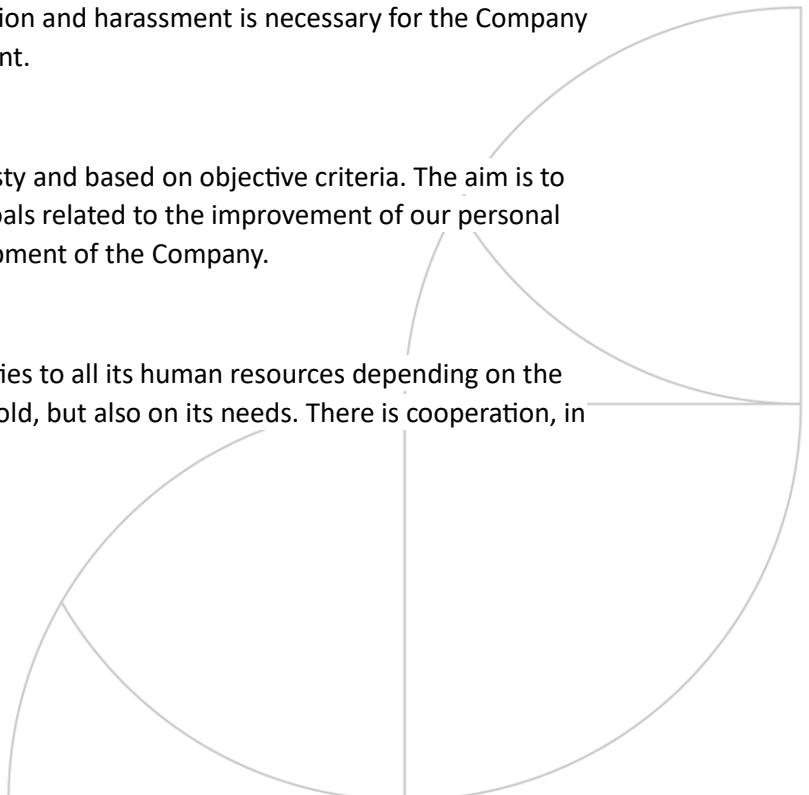 ion and harassment is necessary for the Company
nt.
sty and based on objective criteria. The aim is to
oals related to the improvement of our personal
pment of the Company.
ies to all its human resources depending on the
old, but also on its needs. There is cooperation, in